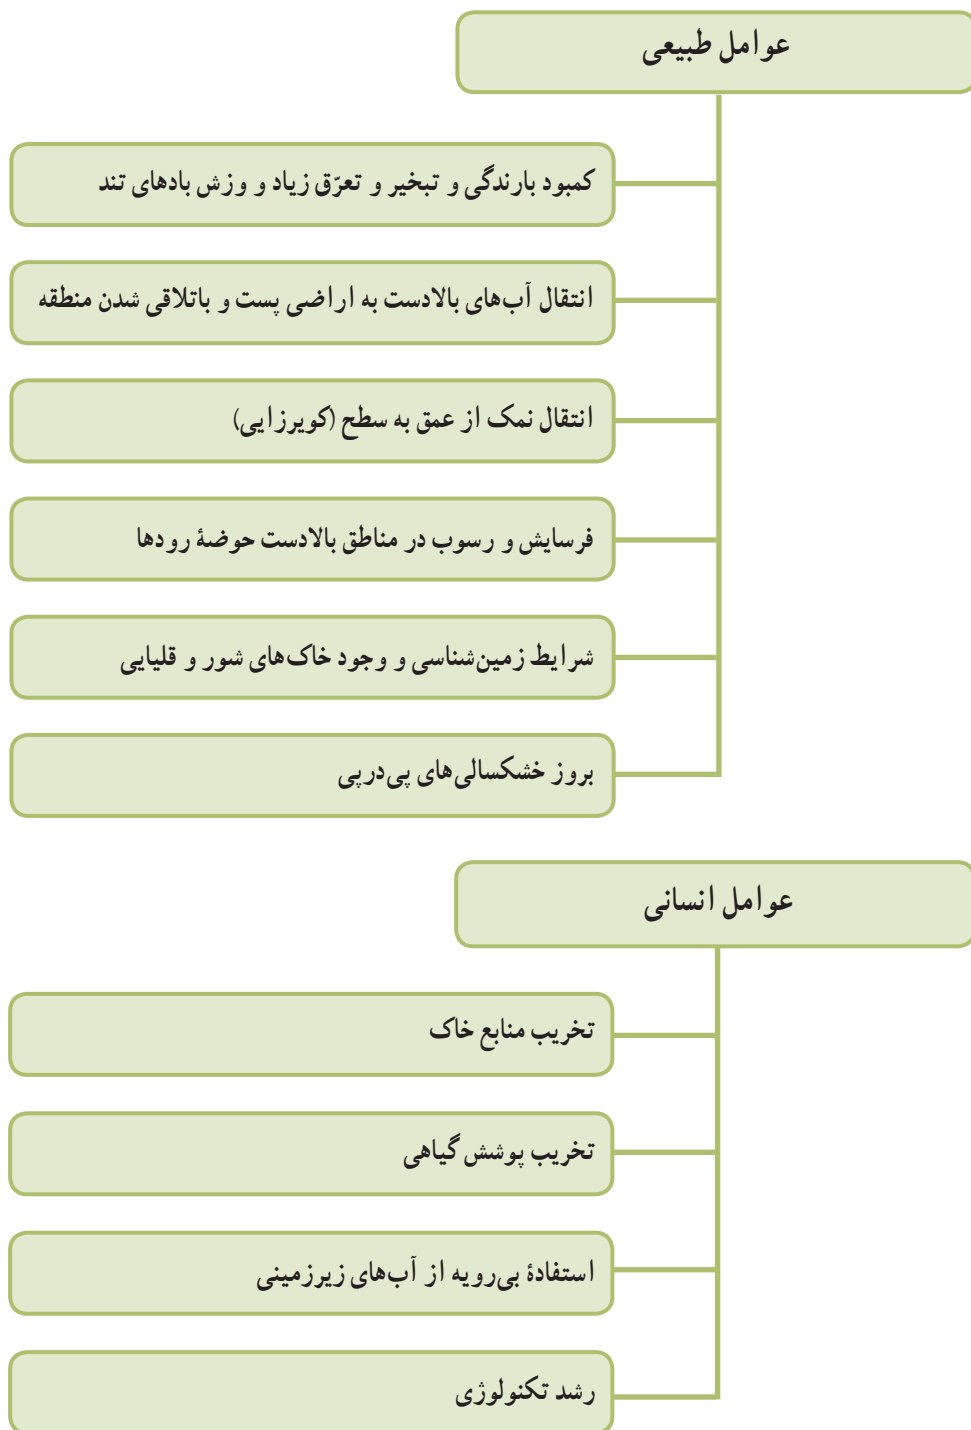 عوامل طبیعی
کمبود بارندگی و تبخیر و تعرّق زیاد و وزش بادهای تند
انتقال آب‌های بالادست به اراضی پست و باتلاقی شدن منطقه
انتقال نمک از عمق به سطح (کویرزایی)
فرسایش و رسوب در مناطق بالادست حوضهٔ رودها
شرایط زمین‌شناسی و وجود خاک‌های شور و قلیایی
بروز خشکسالی‌های پی‌درپی
عوامل انسانی
تخریب منابع خاک
تخریب پوشش گیاهی
استفادهٔ بی‌رویه از آب‌های زیرزمینی
رشد تکنولوژی